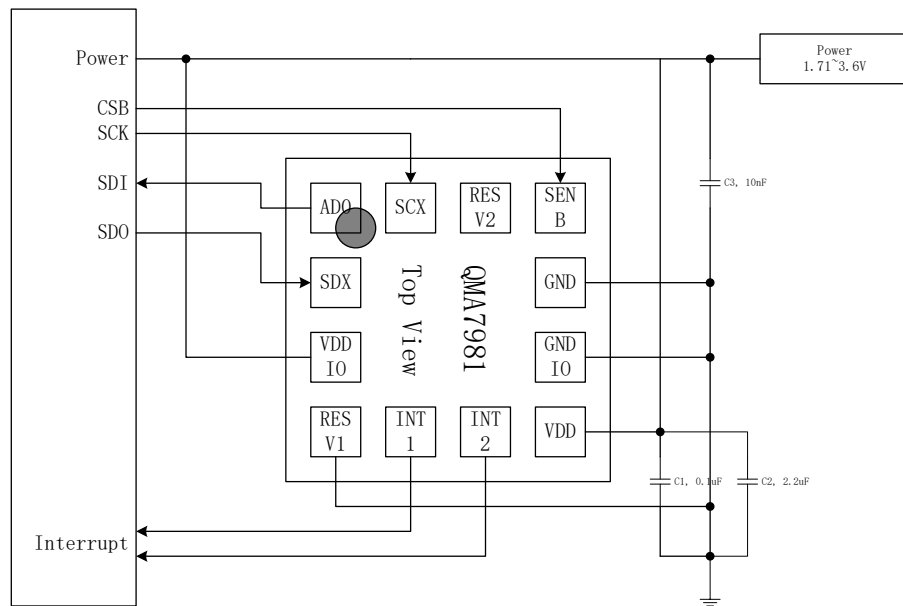 Power
Power
1.71~3.6V
CSB
SCK
SDI
SDO
C3, 10nF
ADO
SCX
RES
V2
SEN
B
SDX
GND
Top View
QMA7981
VDD
IO
GND
IO
RES
V1
INT
1
INT
2
VDD
C1, 0.1uF
C2, 2.2uF
Interrupt